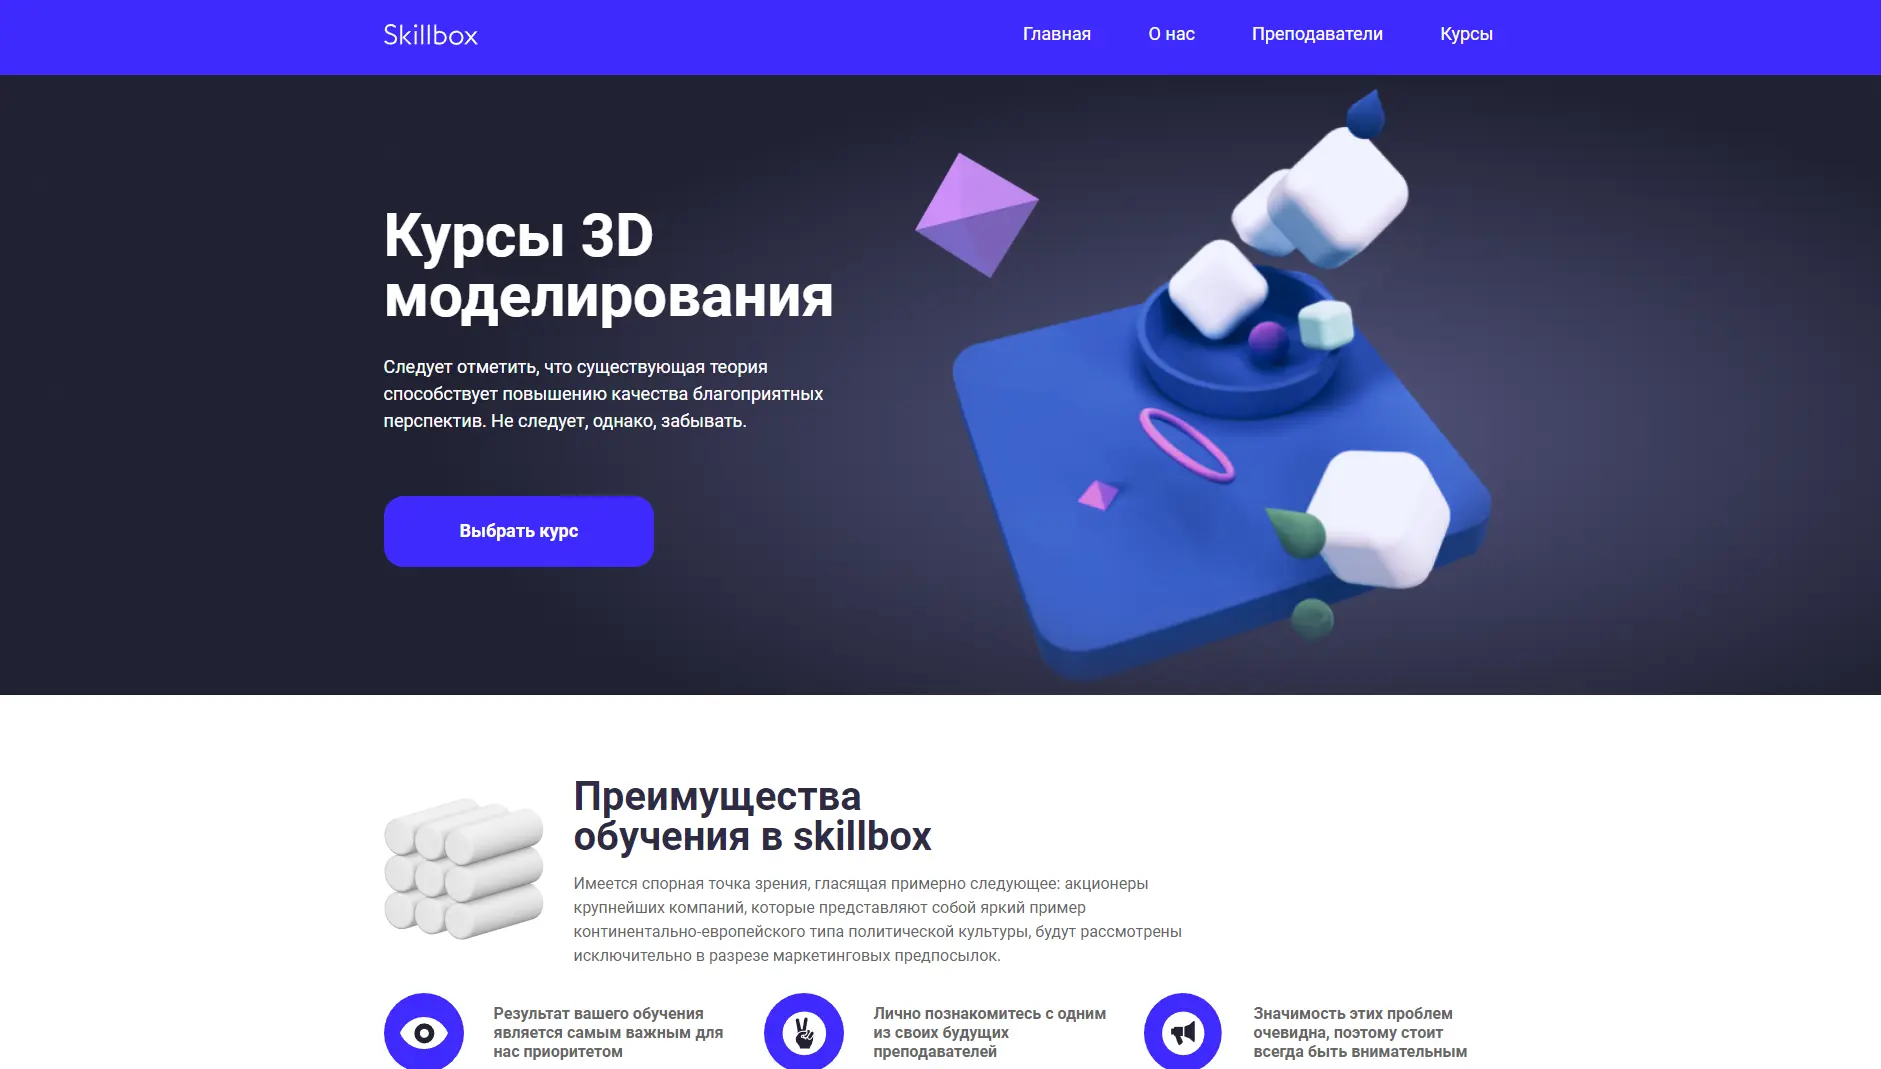 Skillbox
Главная
О нас
Преподаватели
Курсы
Курсы 3D
моделирования
Следует отметить, что существующая теория
способствует повышению качества благоприятных
перспектив. Не следует, однако, забывать.
Выбрать курс
Преимущества
обучения в skillbox
Имеется спорная точка зрения, гласящая примерно следующее: акционеры
крупнейших компаний, которые представляют собой яркий пример
континентально-европейского типа политической культуры, будут рассмотрены
исключительно в разрезе маркетинговых предпосылок.
Результат вашего обучения
является самым важным для
нас приоритетом
Лично познакомитесь с одним
из своих будущих
преподавателей
Значимость этих проблем
очевидна, поэтому стоит
всегда быть внимательным